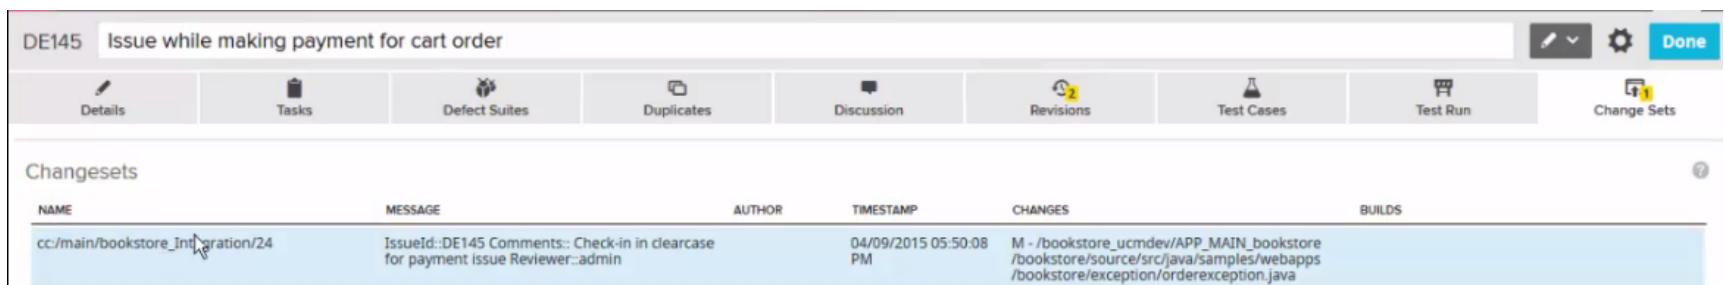 DE145 Issue while making payment for cart order Done
Details Tasks Defect Suites Duplicates Discussion 2 Revisions Test Cases Test Run 1 Change Sets
Changesets ?
NAME MESSAGE AUTHOR TIMESTAMP CHANGES BUILDS
cc:/main/bookstore_Integration/24 IssueId::DE145 Comments:: Check-in in clearcase 04/09/2015 05:50:08 M - /bookstore_ucmdev/APP_MAIN_bookstore
for payment issue Reviewer::admin PM /bookstore/source/src/java/samples/webapps
/bookstore/exception/orderexception.java